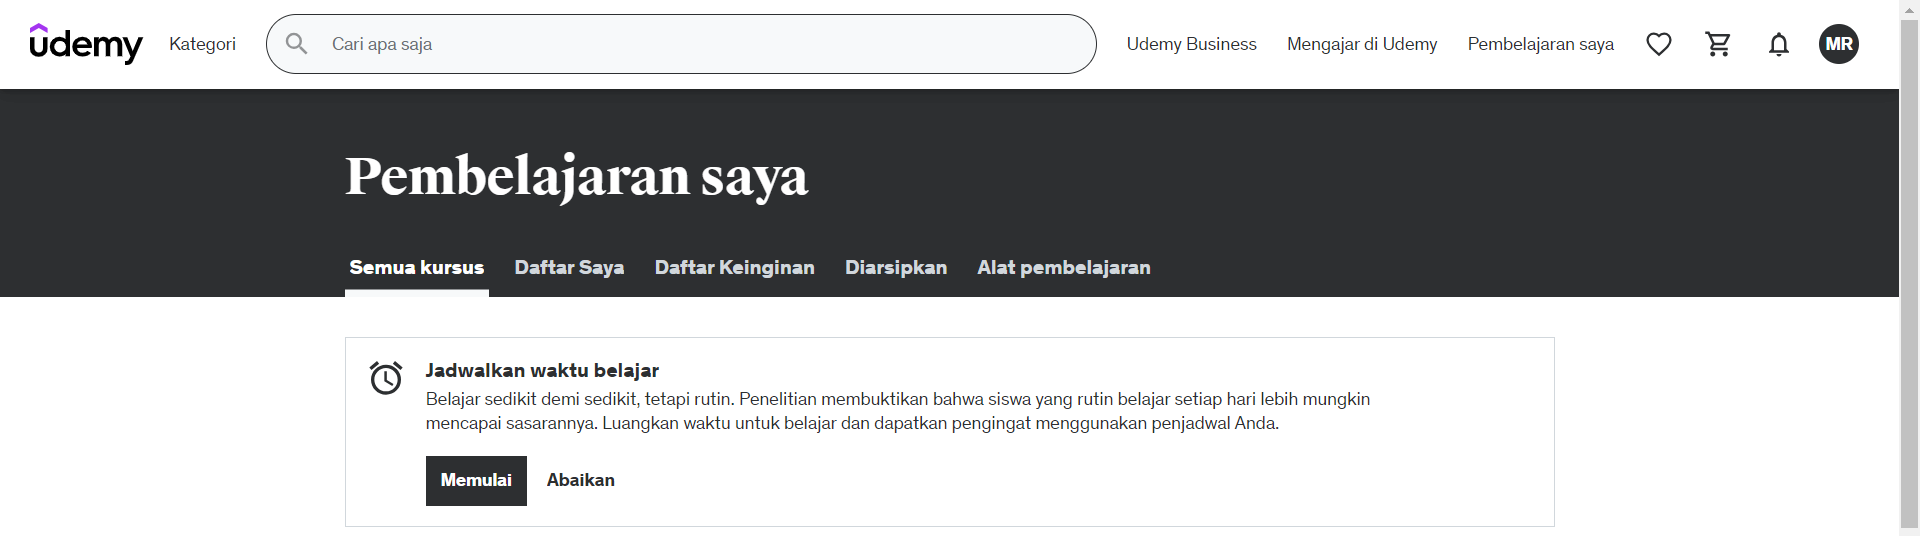 udemy
Kategori
Cari apa saja
Udemy Business
Mengajar di Udemy
Pembelajaran saya
MR
Pembelajaran saya
Semua kursus
Daftar Saya
Daftar Keinginan
Diarsipkan
Alat pembelajaran
Jadwalkan waktu belajar
Belajar sedikit demi sedikit, tetapi rutin. Penelitian membuktikan bahwa siswa yang rutin belajar setiap hari lebih mungkin
mencapai sasarannya. Luangkan waktu untuk belajar dan dapatkan pengingat menggunakan penjadwal Anda.
Memulai
Abaikan